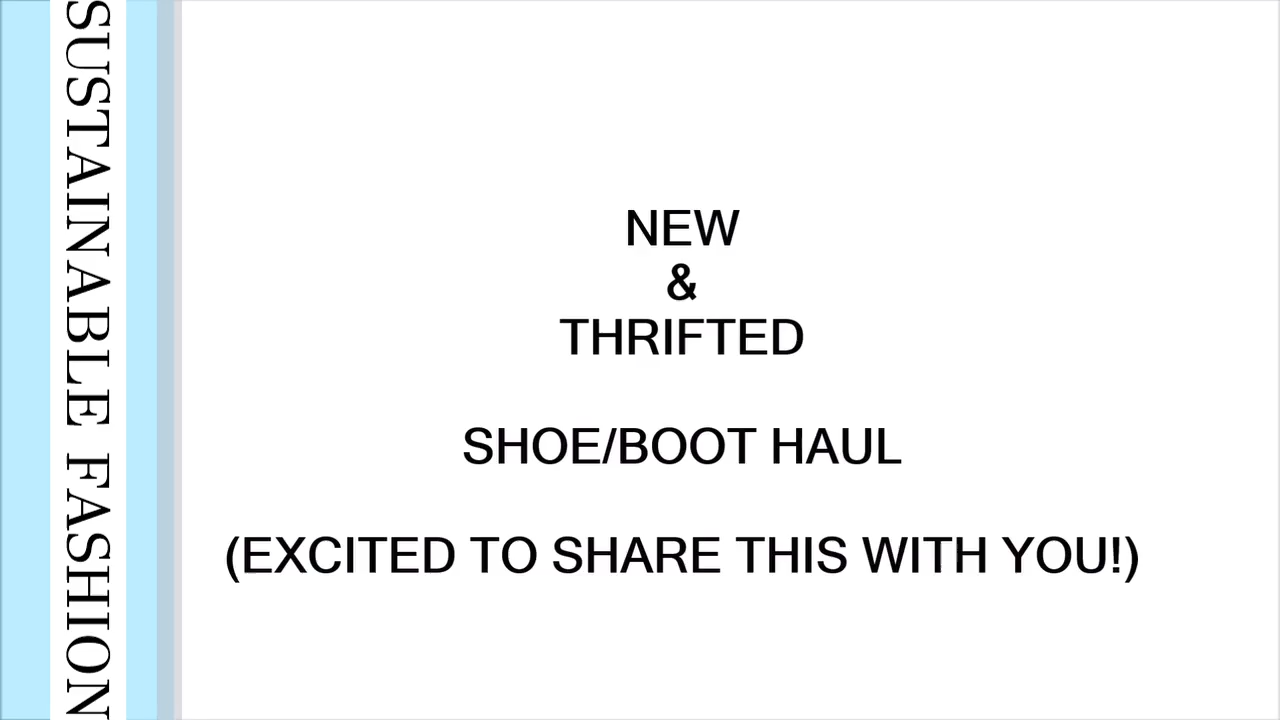 SUSTAINABLE FASHION
NEW
&
THRIFTED
SHOE/BOOT HAUL
(EXCITED TO SHARE THIS WITH YOU!)